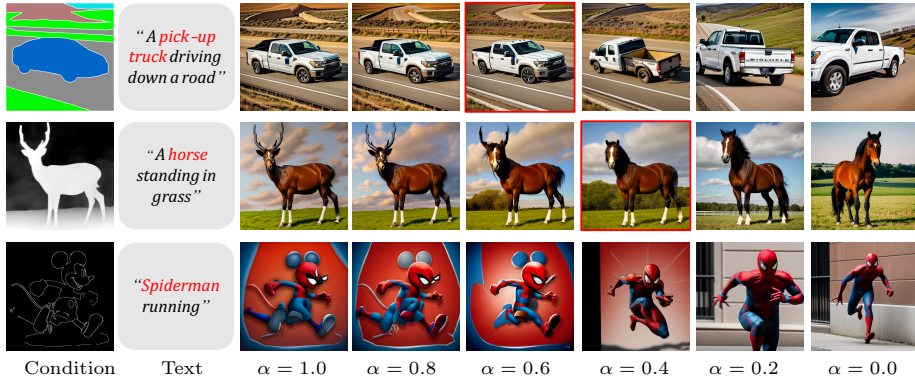 “ A pick-up
truck driving
down a road”
“A horse
standing in
grass”
“Spiderman
running”
Condition Text α = 1.0 α = 0.8 α = 0.6 α = 0.4 α = 0.2 α = 0.0